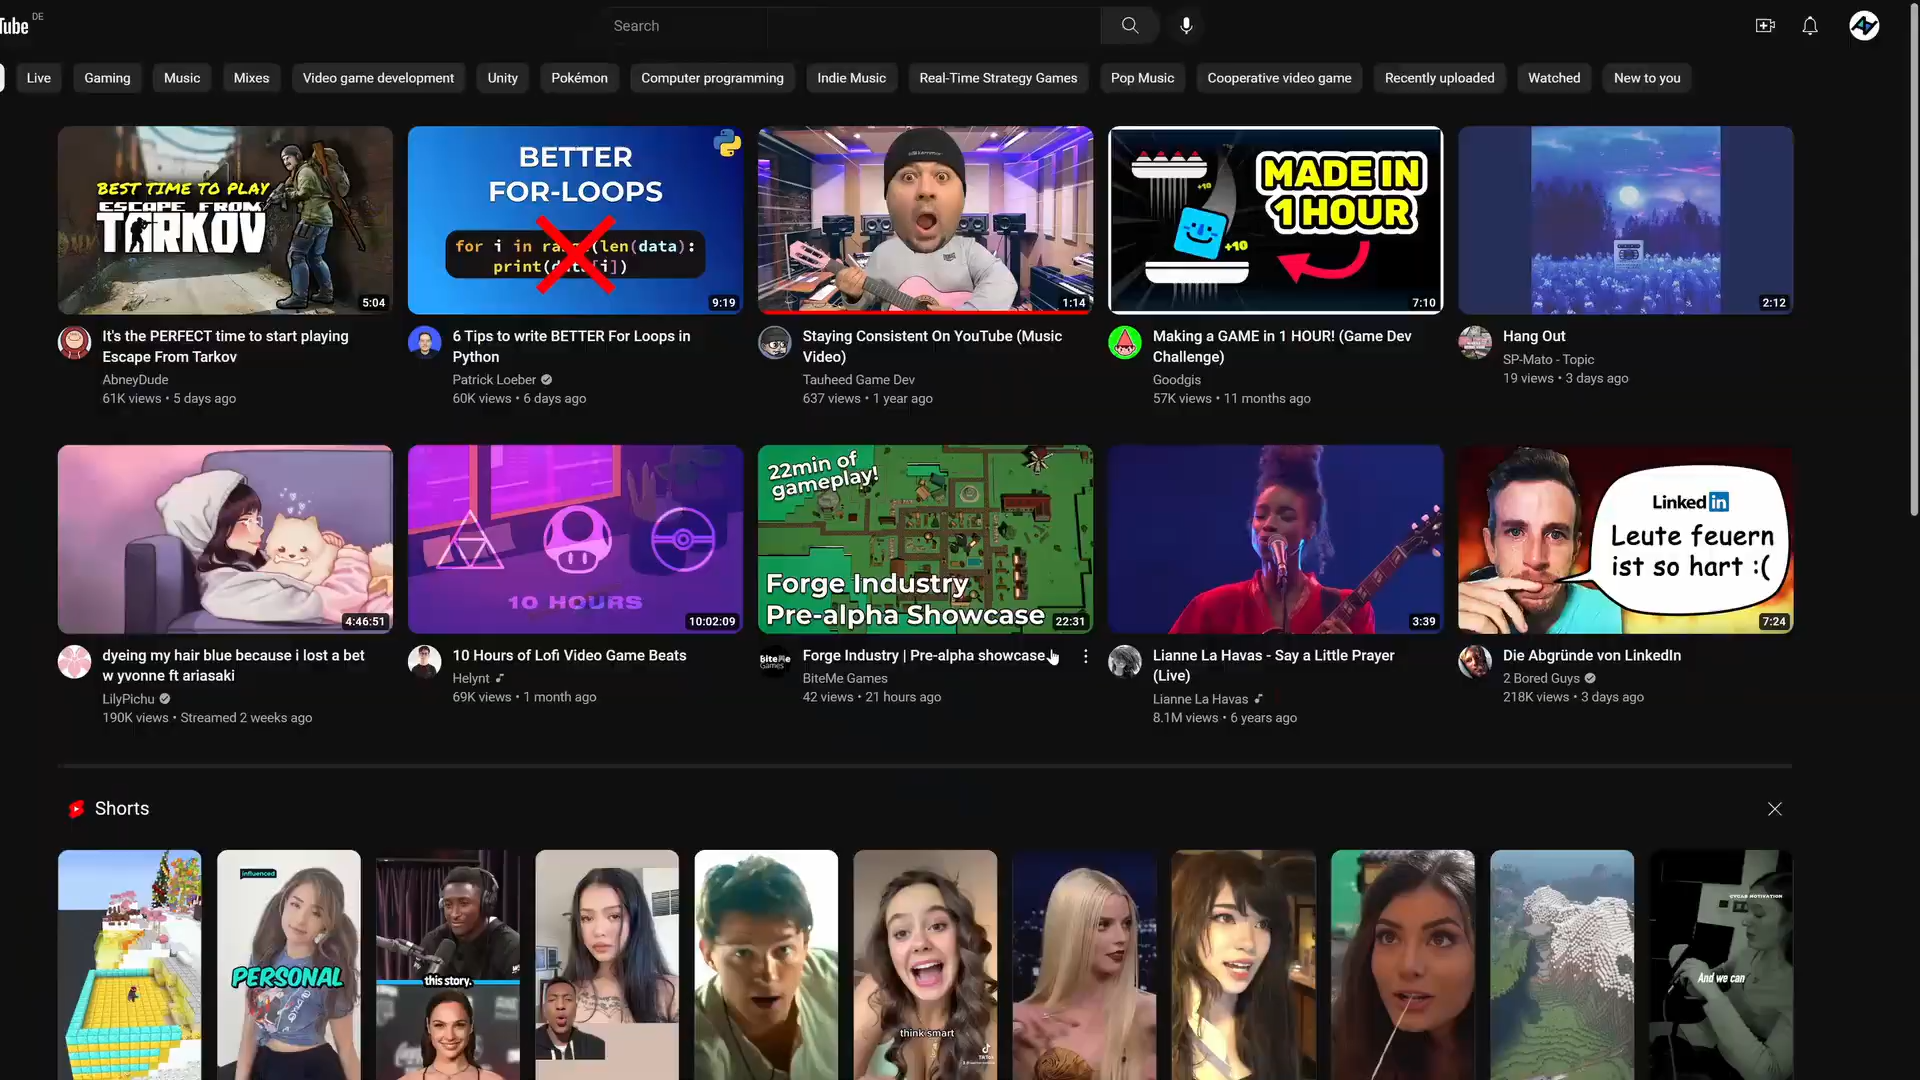 Tube DE
Search
Live
Gaming
Music
Mixes
Video game development
Unity
Pokémon
Computer programming
Indie Music
Real-Time Strategy Games
Pop Music
Cooperative video game
Recently uploaded
Watched
New to you
BEST TIME TO PLAY
ESCAPE FROM
TARKOV
5:04
It's the PERFECT time to start playing
Escape From Tarkov
AbneyDude
61K views • 5 days ago
BETTER
FOR-LOOPS
for i in range(len(data):
print(data[i])
9:19
6 Tips to write BETTER For Loops in
Python
Patrick Loeber
60K views • 6 days ago
1:14
Staying Consistent On YouTube (Music
Video)
Tauheed Game Dev
637 views • 1 year ago
+10
+10
MADE IN
1 HOUR
7:10
Making a GAME in 1 HOUR! (Game Dev
Challenge)
Goodgis
57K views • 11 months ago
2:12
Hang Out
SP-Mato - Topic
19 views • 3 days ago
4:46:51
dyeing my hair blue because i lost a bet
w yvonne ft ariasaki
LilyPichu
190K views • Streamed 2 weeks ago
10 HOURS
10:02:09
10 Hours of Lofi Video Game Beats
Helynt
69K views • 1 month ago
22min of
gameplay!
Forge Industry
Pre-alpha Showcase
22:31
BiteMe
Games
Forge Industry | Pre-alpha showcase
BiteMe Games
42 views • 21 hours ago
3:39
Lianne La Havas - Say a Little Prayer
(Live)
Lianne La Havas
8.1M views • 6 years ago
Linked in
Leute feuern
ist so hart :(
7:24
Die Abgründe von LinkedIn
2 Bored Guys
218K views • 3 days ago
Shorts
influenced
PERSONAL
this story.
think smart
TikTok
CYCAR MOTIVATION
And we can